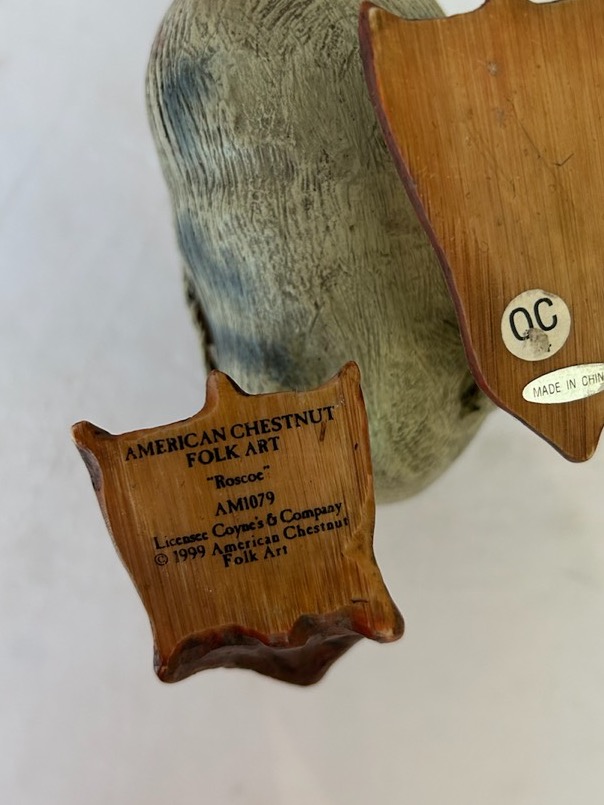 AMERICAN CHESTNUT
FOLK ART
"Roscoe"
AM1079
Licensee Coyne's & Company
© 1999 American Chestnut
Folk Art
QC
MADE IN CHIN